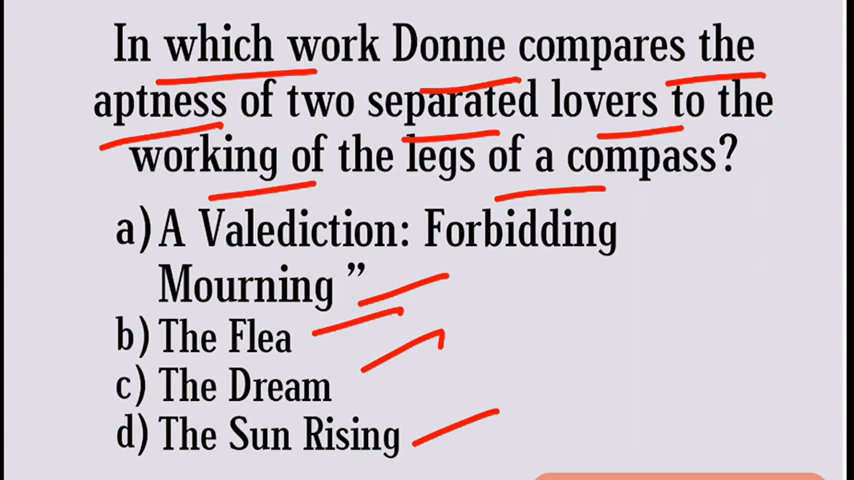 In which work Donne compares the
aptness of two separated lovers to the
working of the legs of a compass?
a) A Valediction: Forbidding
Mourning ”
b) The Flea
c) The Dream
d) The Sun Rising